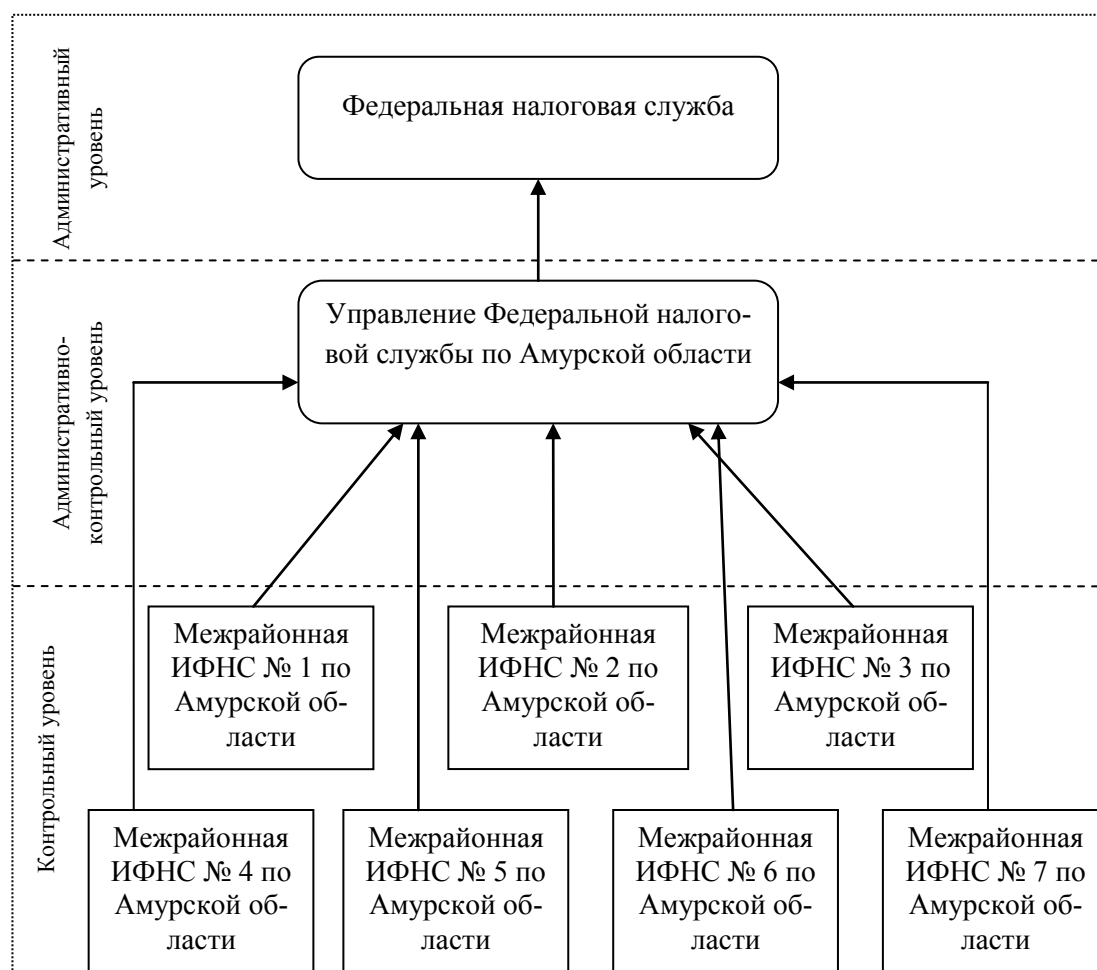 Административный
уровень
Федеральная налоговая служба
Административно-
контрольный уровень
Управление Федеральной налого-
вой службы по Амурской области
Контрольный уровень
Межрайонная
ИФНС № 1 по
Амурской об-
ласти
Межрайонная
ИФНС № 2 по
Амурской об-
ласти
Межрайонная
ИФНС № 3 по
Амурской об-
ласти
Межрайонная
ИФНС № 4 по
Амурской об-
ласти
Межрайонная
ИФНС № 5 по
Амурской об-
ласти
Межрайонная
ИФНС № 6 по
Амурской об-
ласти
Межрайонная
ИФНС № 7 по
Амурской об-
ласти